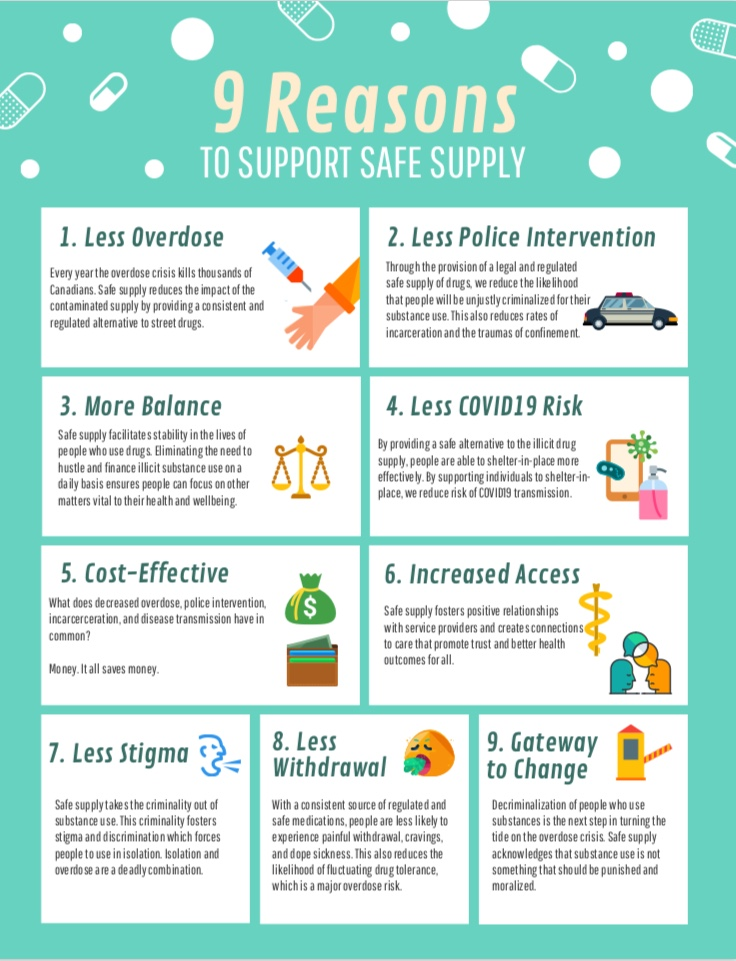 9 Reasons
TO SUPPORT SAFE SUPPLY
1. Less Overdose
Every year the overdose crisis kills thousands of
Canadians. Safe supply reduces the impact of the
contaminated supply by providing a consistent and
regulated alternative to street drugs.
2. Less Police Intervention
Through the provision of a legal and regulated
safe supply of drugs, we reduce the likelihood
that people will be unjustly criminalized for their
substance use. This also reduces rates of
incarceration and the traumas of confinement.
3. More Balance
Safe supply facilitates stability in the lives of
people who use drugs. Eliminating the need to
hustle and finance illicit substance use on a
daily basis ensures people can focus on other
matters vital to their health and wellbeing.
4. Less COVID19 Risk
By providing a safe alternative to the illicit drug
supply, people are able to shelter-in-place more
effectively. By supporting individuals to shelter-in-
place, we reduce risk of COVID19 transmission.
5. Cost-Effective
What does decreased overdose, police intervention,
incarcerceration, and disease transmission have in
common?
Money. It all saves money.
$
6. Increased Access
Safe supply fosters positive relationships
with service providers and creates connections
to care that promote trust and better health
outcomes for all.
7. Less Stigma
Safe supply takes the criminality out of
substance use. This criminality fosters
stigma and discrimination which forces
people to use in isolation. Isolation and
overdose are a deadly combination.
8. Less
Withdrawal
With a consistent source of regulated and
safe medications, people are less likely to
experience painful withdrawal, cravings,
and dope sickness. This also reduces the
likelihood of fluctuating drug tolerance,
which is a major overdose risk.
9. Gateway
to Change
Decriminalization of people who use
substances is the next step in turning the
tide on the overdose crisis. Safe supply
acknowledges that substance use is not
something that should be punished and
moralized.